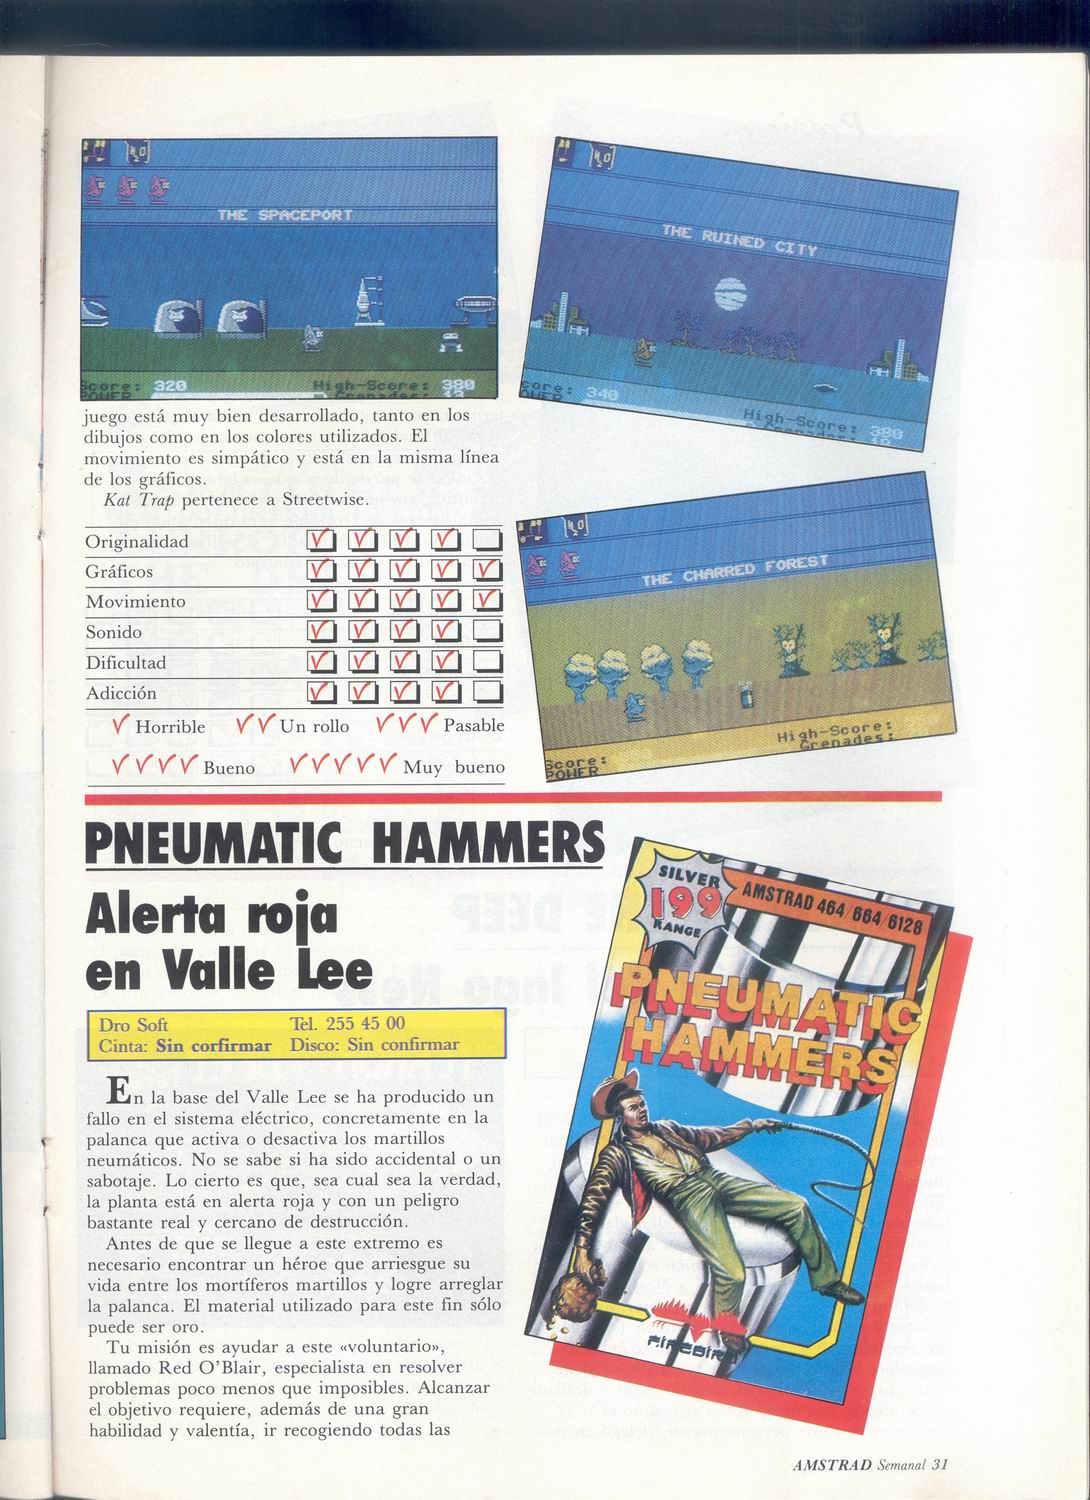 THE SPACEPORT
Score: 320 High-Score: 380
POWER Grenades: 13
THE RUINED CITY
340
High-Score: 380
THE CHARRED FOREST
High-Score:
Grenades:
Score:
POWER
juego está muy bien desarrollado, tanto en los
dibujos como en los colores utilizados. El
movimiento es simpático y está en la misma línea
de los gráficos.
Kat Trap pertenece a Streetwise.
Originalidad
Gráficos
Movimiento
Sonido
Dificultad
Adicción
Horrible Un rollo Pasable
Bueno Muy bueno
PNEUMATIC HAMMERS
Alerta roja
en Valle Lee
Dro Soft Tel. 255 45 00
Cinta: Sin corfirmar Disco: Sin confirmar
En la base del Valle Lee se ha producido un
fallo en el sistema eléctrico, concretamente en la
palanca que activa o desactiva los martillos
neumáticos. No se sabe si ha sido accidental o un
sabotaje. Lo cierto es que, sea cual sea la verdad,
la planta está en alerta roja y con un peligro
bastante real y cercano de destrucción.
Antes de que se llegue a este extremo es
necesario encontrar un héroe que arriesgue su
vida entre los mortíferos martillos y logre arreglar
la palanca. El material utilizado para este fin sólo
puede ser oro.
Tu misión es ayudar a este «voluntario»,
llamado Red O'Blair, especialista en resolver
problemas poco menos que imposibles. Alcanzar
el objetivo requiere, además de una gran
habilidad y valentía, ir recogiendo todas las
SILVER
199
RANGE
AMSTRAD 464/664/6128
PNEUMATIC
HAMMERS
FIREBIRD
AMSTRAD Semanal 31